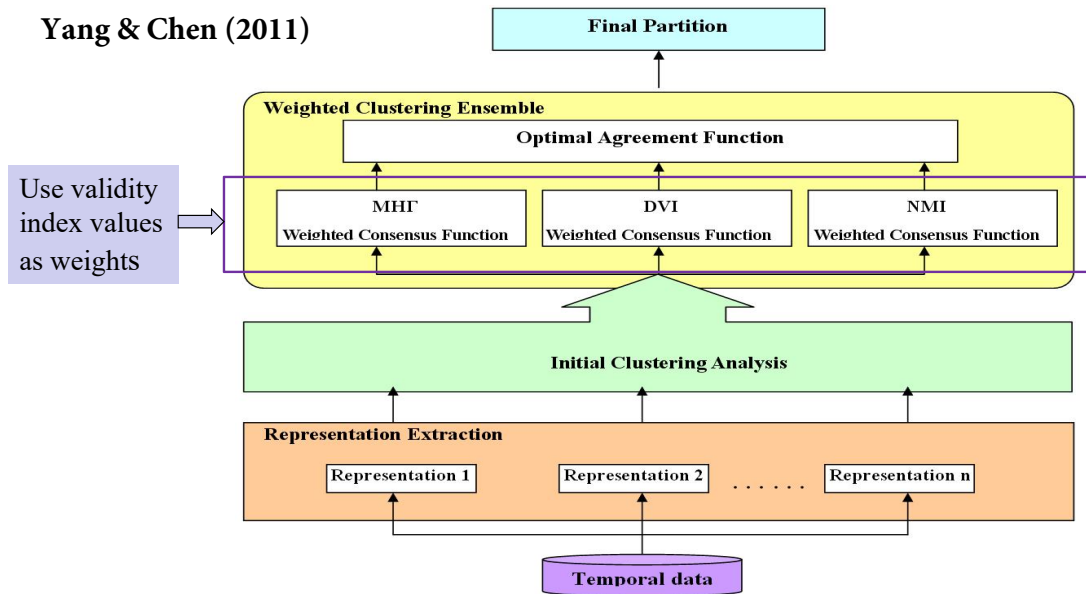 Yang & Chen (2011)
Final Partition
Weighted Clustering Ensemble
Optimal Agreement Function
Use validity
index values
as weights
MHΓ
Weighted Consensus Function
DVI
Weighted Consensus Function
NMI
Weighted Consensus Function
Initial Clustering Analysis
Representation Extraction
Representation 1
Representation 2
. . . . . .
Representation n
Temporal data